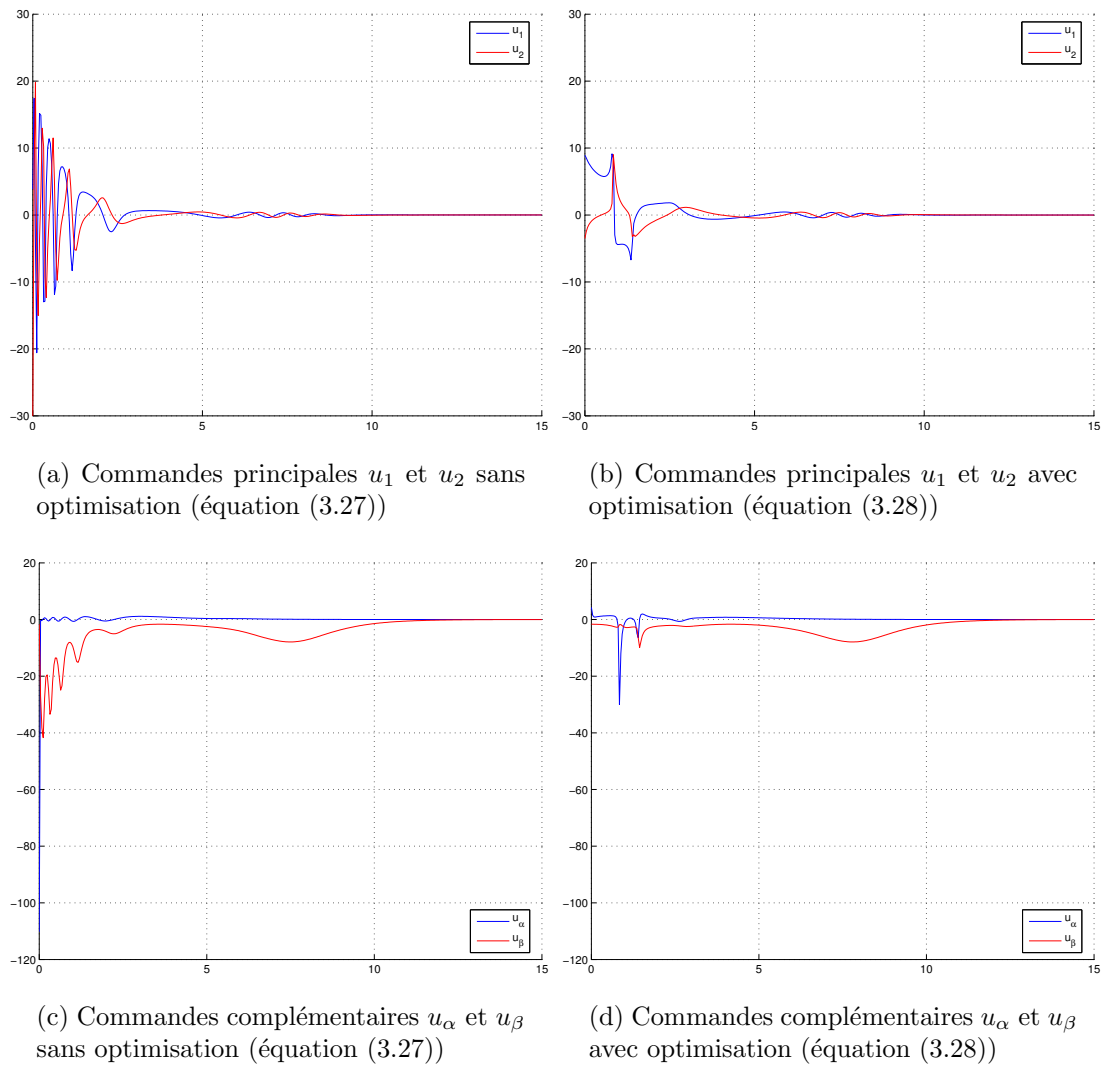 30
20
10
0
−10
−20
−30
0 5 10 15
u1
u2
30
20
10
0
−10
−20
−30
0 5 10 15
u1
u2
(a) Commandes principales u1 et u2 sans
optimisation (équation (3.27))
(b) Commandes principales u1 et u2 avec
optimisation (équation (3.28))
20
0
−20
−40
−60
−80
−100
−120
0 5 10 15
uα
uβ
20
0
−20
−40
−60
−80
−100
−120
0 5 10 15
uα
uβ
(c) Commandes complémentaires uα et uβ
sans optimisation (équation (3.27))
(d) Commandes complémentaires uα et uβ
avec optimisation (équation (3.28))